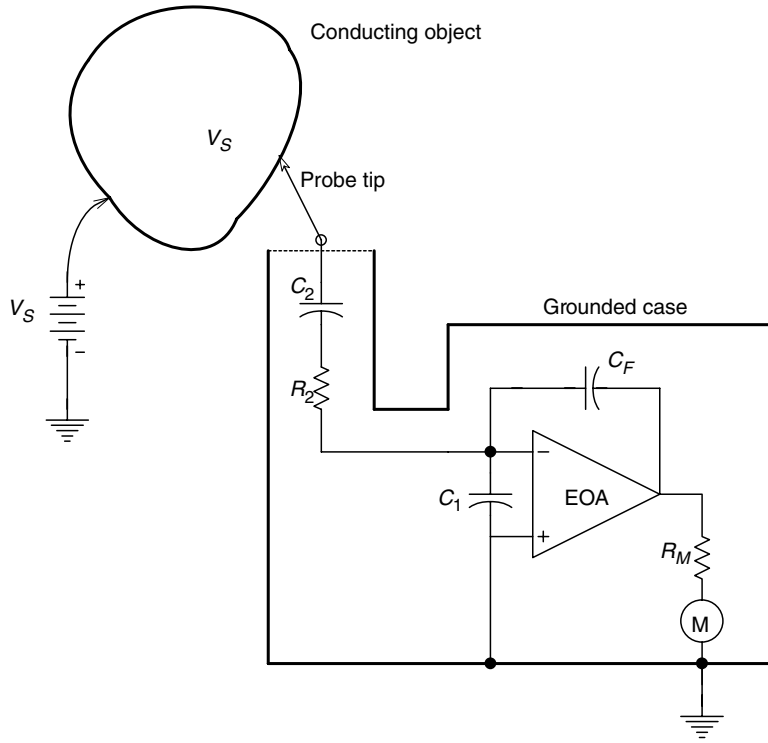 Conducting object
V_S
Probe tip
C_2
+
V_S
−
Grounded case
R_2
C_F
−
C_1
EOA
+
R_M
M